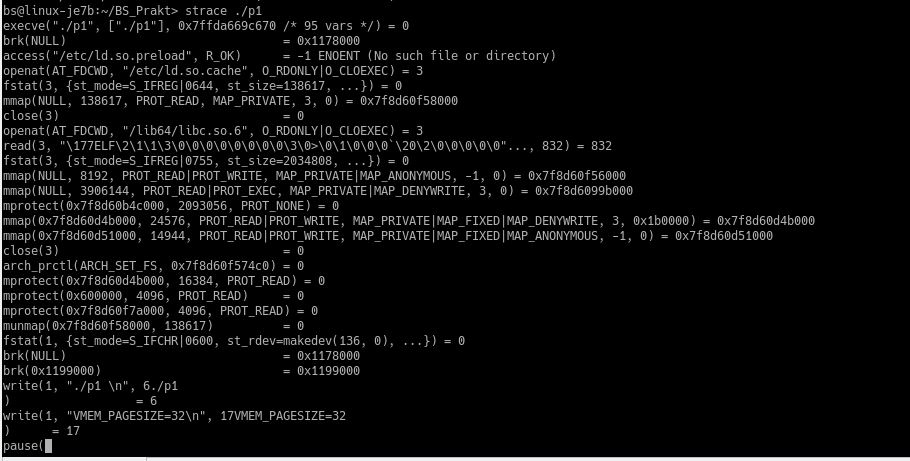 bs@linux-je7b:~/BS_Prakt> strace ./p1
execve("./p1", ["./p1"], 0x7ffda669c670 /* 95 vars */) = 0
brk(NULL)                               = 0x1178000
access("/etc/ld.so.preload", R_OK)      = -1 ENOENT (No such file or directory)
openat(AT_FDCWD, "/etc/ld.so.cache", O_RDONLY|O_CLOEXEC) = 3
fstat(3, {st_mode=S_IFREG|0644, st_size=138617, ...}) = 0
mmap(NULL, 138617, PROT_READ, MAP_PRIVATE, 3, 0) = 0x7f8d60f58000
close(3)                                = 0
openat(AT_FDCWD, "/lib64/libc.so.6", O_RDONLY|O_CLOEXEC) = 3
read(3, "\177ELF\2\1\1\3\0\0\0\0\0\0\0\0\3\0>\0\1\0\0\0`\20\2\0\0\0\0\0"..., 832) = 832
fstat(3, {st_mode=S_IFREG|0755, st_size=2034808, ...}) = 0
mmap(NULL, 8192, PROT_READ|PROT_WRITE, MAP_PRIVATE|MAP_ANONYMOUS, -1, 0) = 0x7f8d60f56000
mmap(NULL, 3906144, PROT_READ|PROT_EXEC, MAP_PRIVATE|MAP_DENYWRITE, 3, 0) = 0x7f8d6099b000
mprotect(0x7f8d60b4c000, 2093056, PROT_NONE) = 0
mmap(0x7f8d60d4b000, 24576, PROT_READ|PROT_WRITE, MAP_PRIVATE|MAP_FIXED|MAP_DENYWRITE, 3, 0x1b0000) = 0x7f8d60d4b000
mmap(0x7f8d60d51000, 14944, PROT_READ|PROT_WRITE, MAP_PRIVATE|MAP_FIXED|MAP_ANONYMOUS, -1, 0) = 0x7f8d60d51000
close(3)                                = 0
arch_prctl(ARCH_SET_FS, 0x7f8d60f574c0) = 0
mprotect(0x7f8d60d4b000, 16384, PROT_READ) = 0
mprotect(0x600000, 4096, PROT_READ)     = 0
mprotect(0x7f8d60f7a000, 4096, PROT_READ) = 0
munmap(0x7f8d60f58000, 138617)          = 0
fstat(1, {st_mode=S_IFCHR|0600, st_rdev=makedev(136, 0), ...}) = 0
brk(NULL)                               = 0x1178000
brk(0x1199000)                          = 0x1199000
write(1, "./p1 \n", 6./p1
)                  = 6
write(1, "VMEM_PAGESIZE=32\n", 17VMEM_PAGESIZE=32
)      = 17
pause(